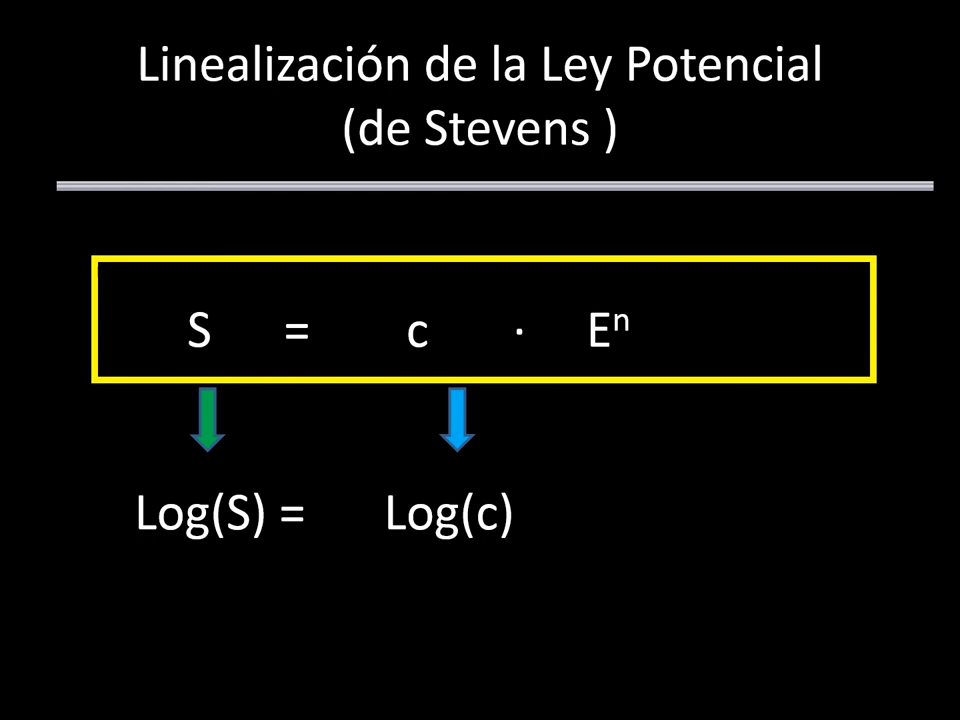 Linealización de la Ley Potencial
(de Stevens )
S = c · Eⁿ
Log(S) = Log(c)